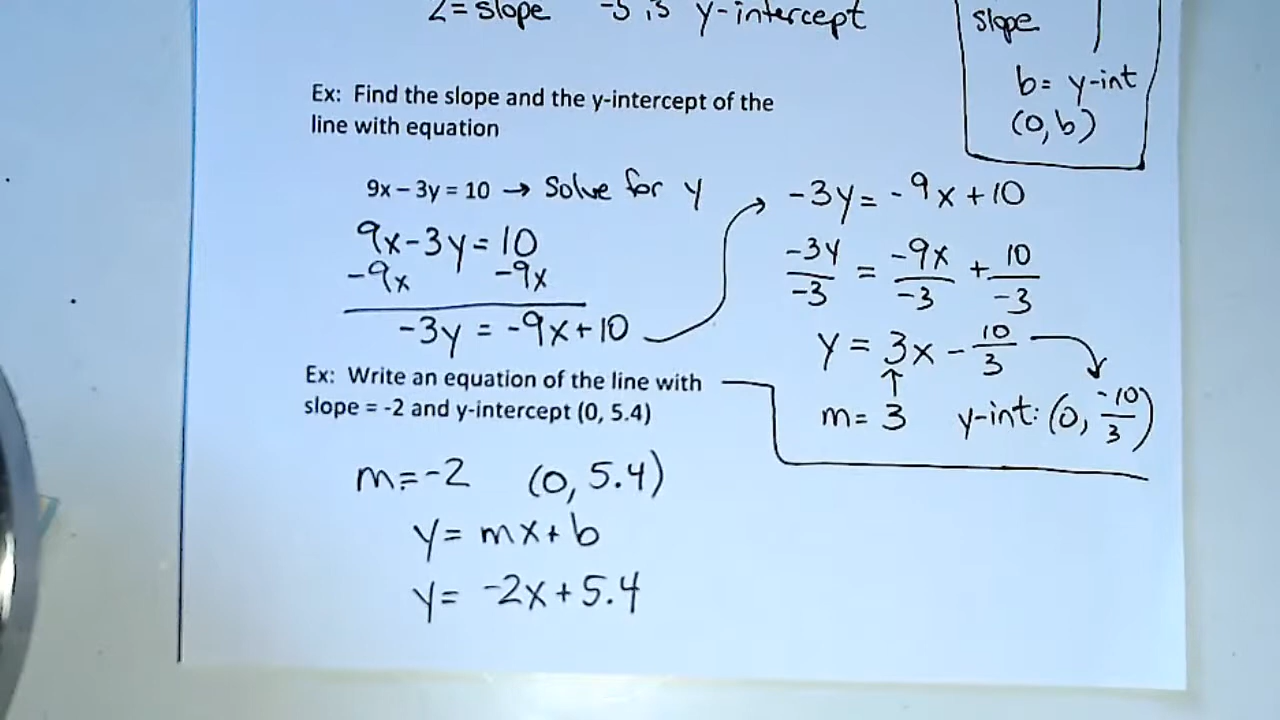 2 = slope -5 is y-intercept
slope
b = y-int
(0, b)
Ex: Find the slope and the y-intercept of the
line with equation
9x – 3y = 10 → Solve for y
9x - 3y = 10
-9x -9x
-3y = -9x + 10
-3y = -9x + 10
-3y/-3 = -9x/-3 + 10/-3
y = 3x - 10/3
m = 3 y-int: (0, -10/3)
Ex: Write an equation of the line with
slope = -2 and y-intercept (0, 5.4)
m = -2 (0, 5.4)
y = mx + b
y = -2x + 5.4